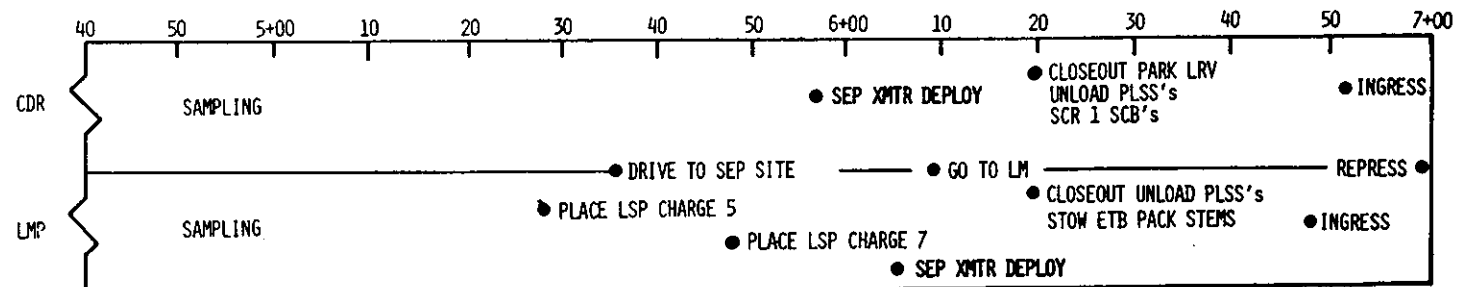 40 50 5+00 10 20 30 40 50 6+00 10 20 30 40 50 7+00
CDR SAMPLING ● SEP XMTR DEPLOY ● CLOSEOUT PARK LRV ● INGRESS
UNLOAD PLSS's
SCR 1 SCB's
● DRIVE TO SEP SITE ● GO TO LM REPRESS ●
LMP SAMPLING ● PLACE LSP CHARGE 5 ● CLOSEOUT UNLOAD PLSS's
STOW ETB PACK STEMS ● INGRESS
● PLACE LSP CHARGE 7
● SEP XMTR DEPLOY